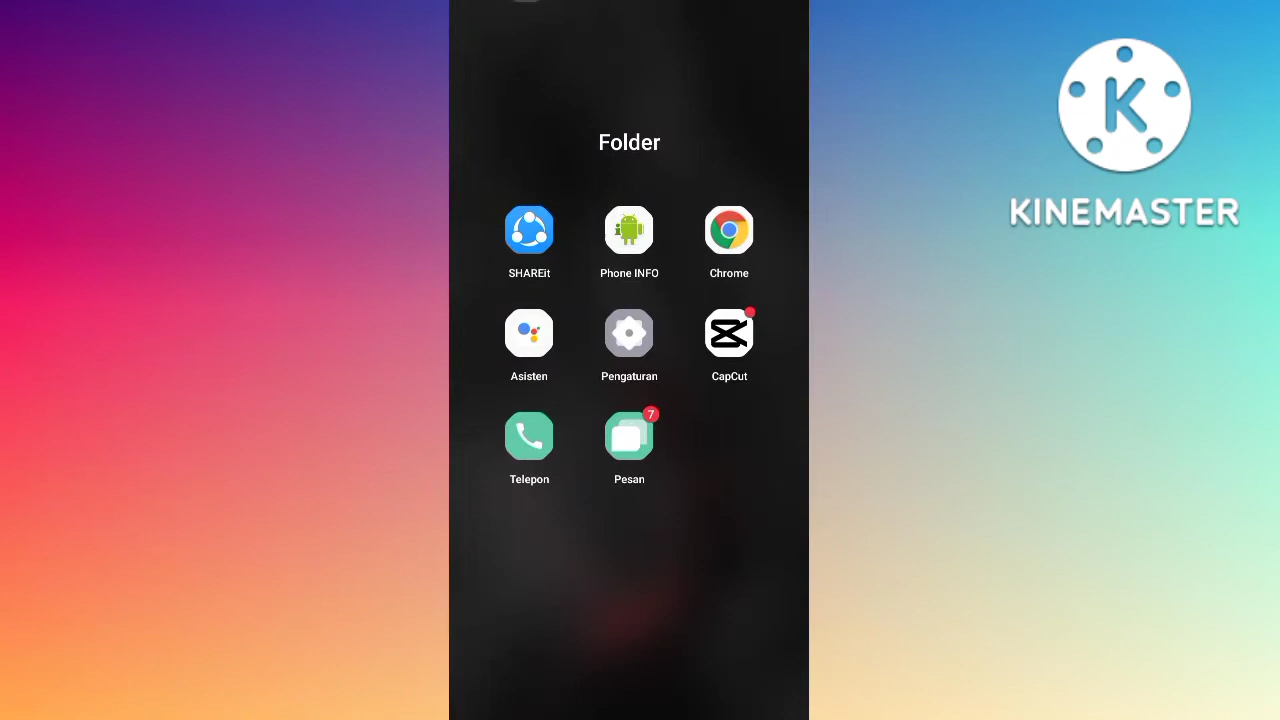 K
KINEMASTER
Folder
SHAREit
Phone INFO
Chrome
Asisten
Pengaturan
CapCut
7
Telepon
Pesan